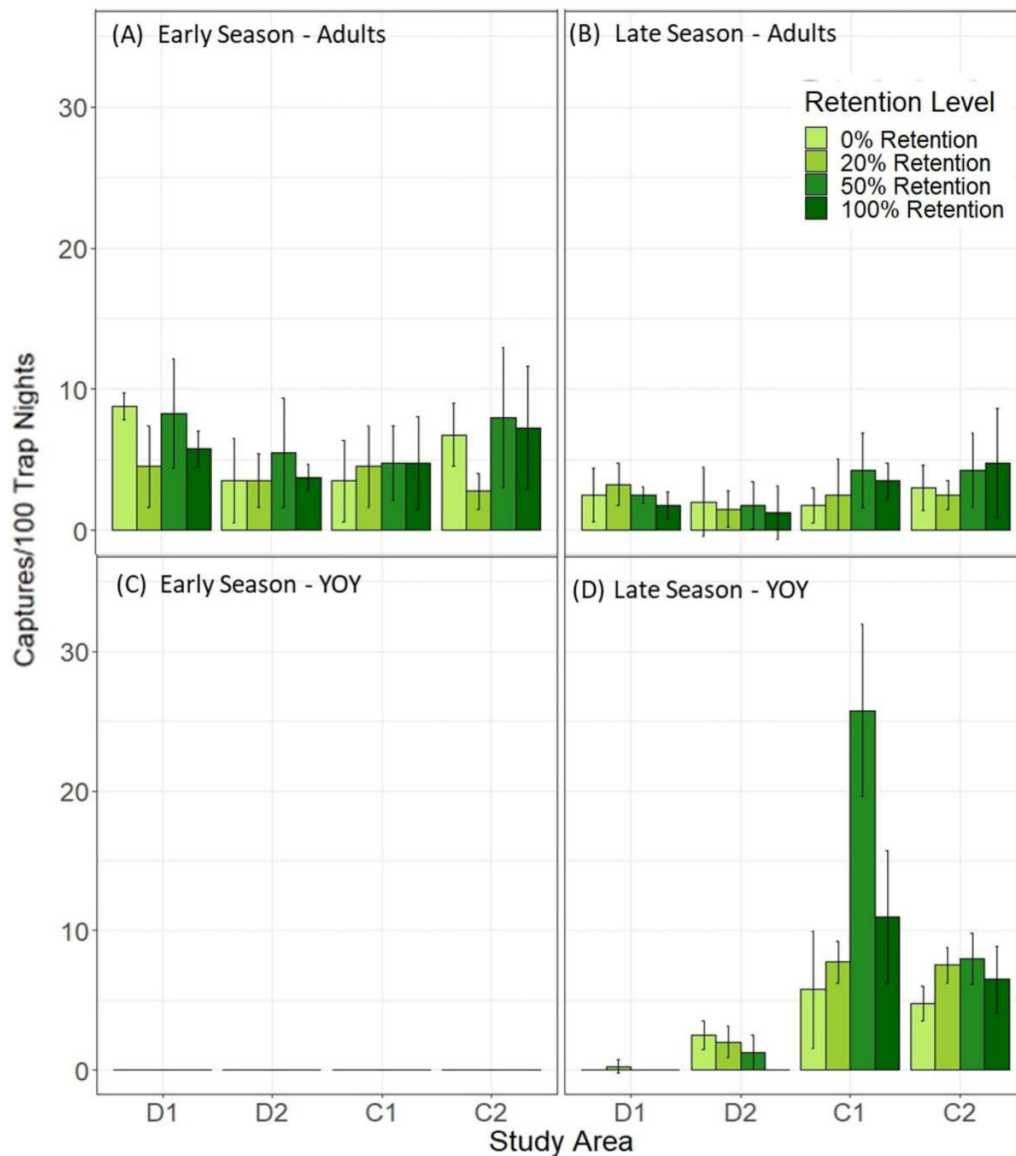 (A) Early Season - Adults
(B) Late Season - Adults
Retention Level
0% Retention
20% Retention
50% Retention
100% Retention
30
20
10
0
Captures/100 Trap Nights
(C) Early Season - YOY
(D) Late Season - YOY
30
20
10
0
D1 D2 C1 C2 D1 D2 C1 C2
Study Area